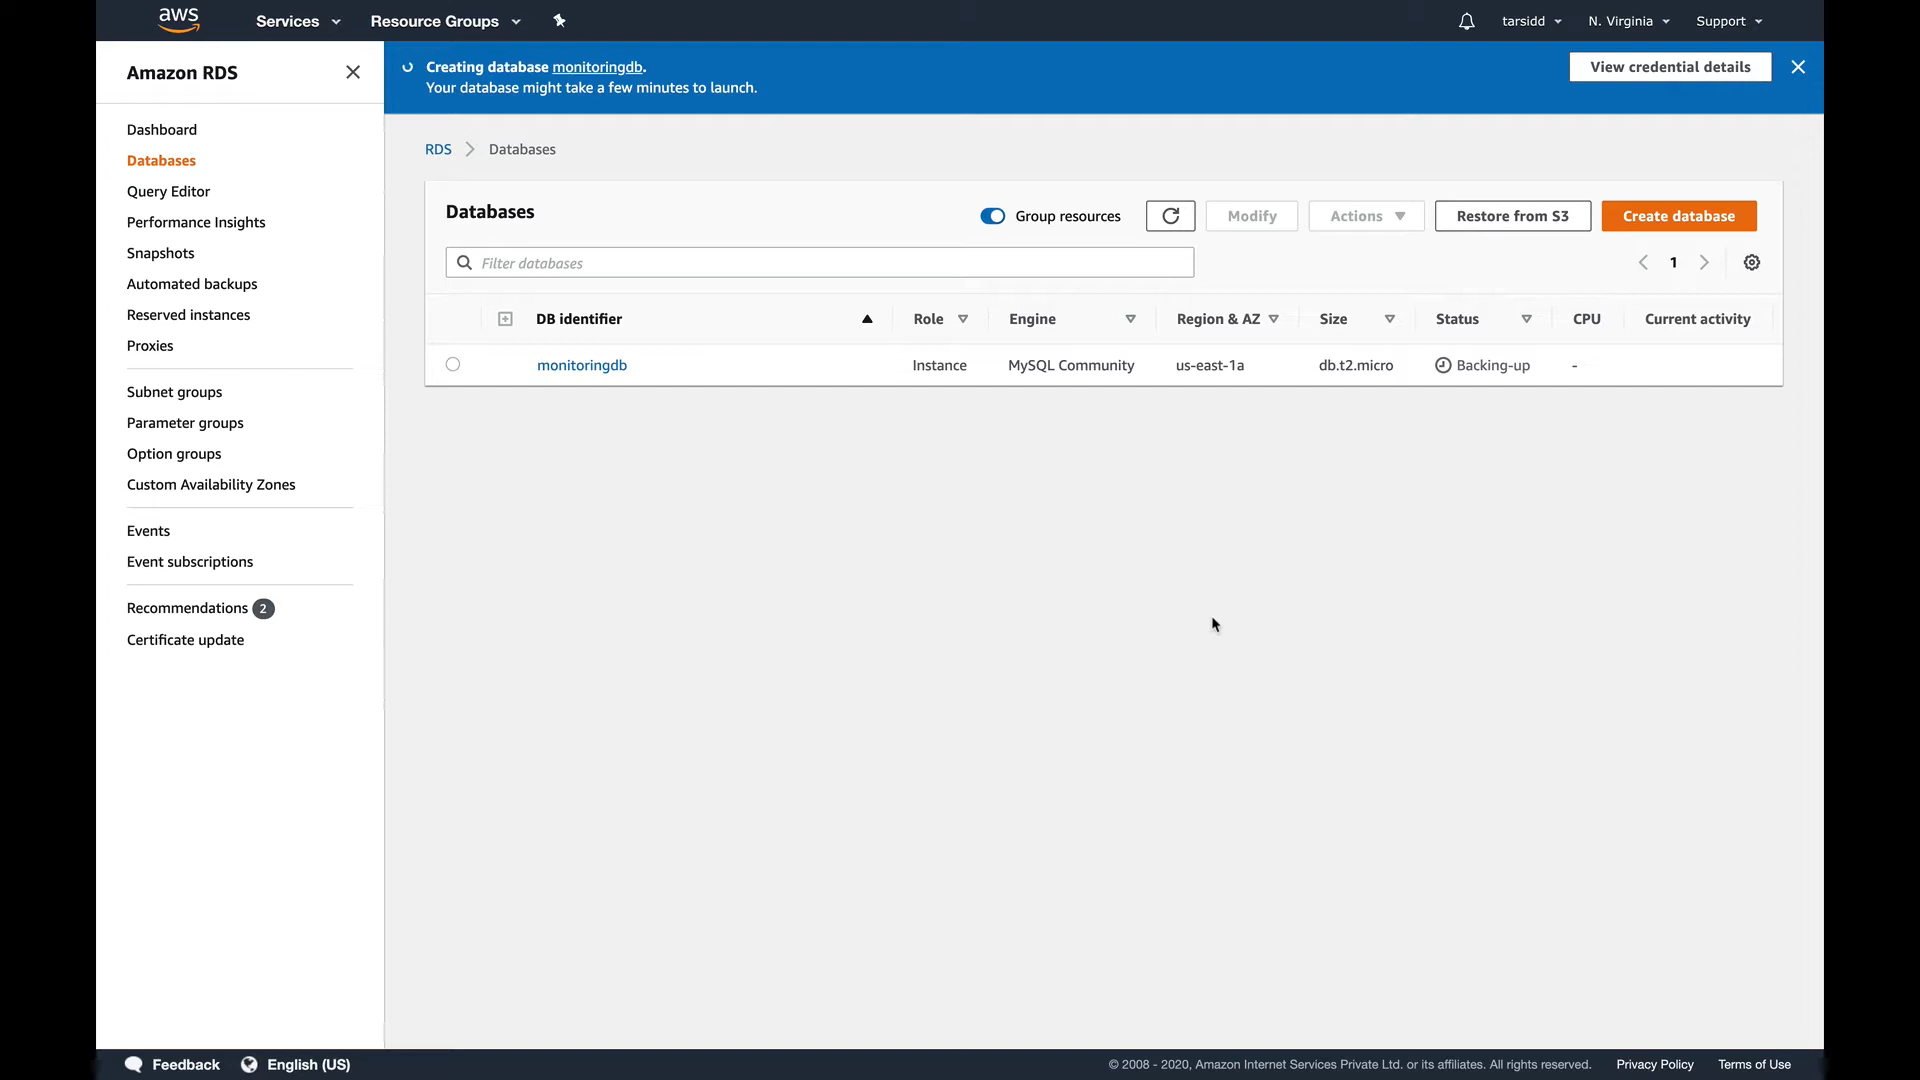 aws
Services
Resource Groups
tarsidd
N. Virginia
Support
Amazon RDS
Dashboard
Databases
Query Editor
Performance Insights
Snapshots
Automated backups
Reserved instances
Proxies
Subnet groups
Parameter groups
Option groups
Custom Availability Zones
Events
Event subscriptions
Recommendations 2
Certificate update
Creating database monitoringdb.
Your database might take a few minutes to launch.
View credential details
RDS > Databases
Databases
Group resources
Modify
Actions
Restore from S3
Create database
Filter databases
1
DB identifier Role Engine Region & AZ Size Status CPU Current activity
monitoringdb Instance MySQL Community us-east-1a db.t2.micro Backing-up -
Feedback
English (US)
© 2008 - 2020, Amazon Internet Services Private Ltd. or its affiliates. All rights reserved.
Privacy Policy
Terms of Use